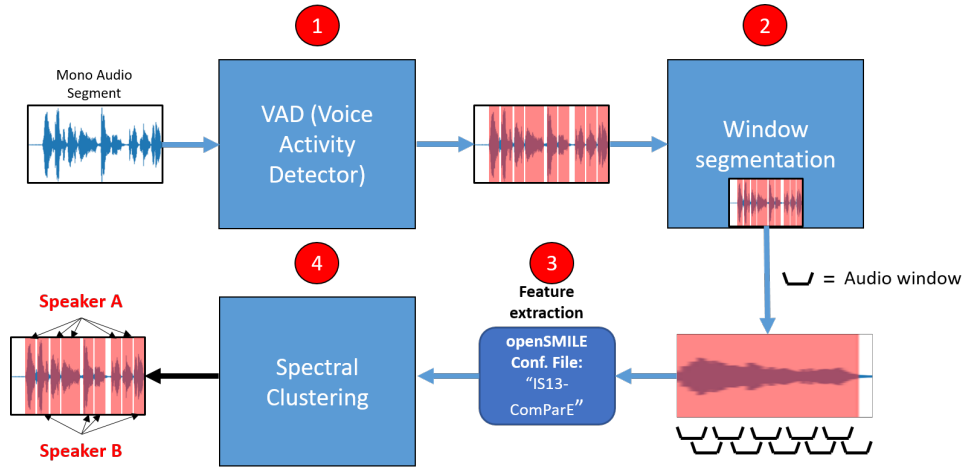 1
2
Mono Audio
Segment
VAD (Voice
Activity
Detector)
Window
segmentation
= Audio window
3
Feature
extraction
openSMILE
Conf. File:
“IS13-
ComParE”
4
Spectral
Clustering
Speaker A
Speaker B